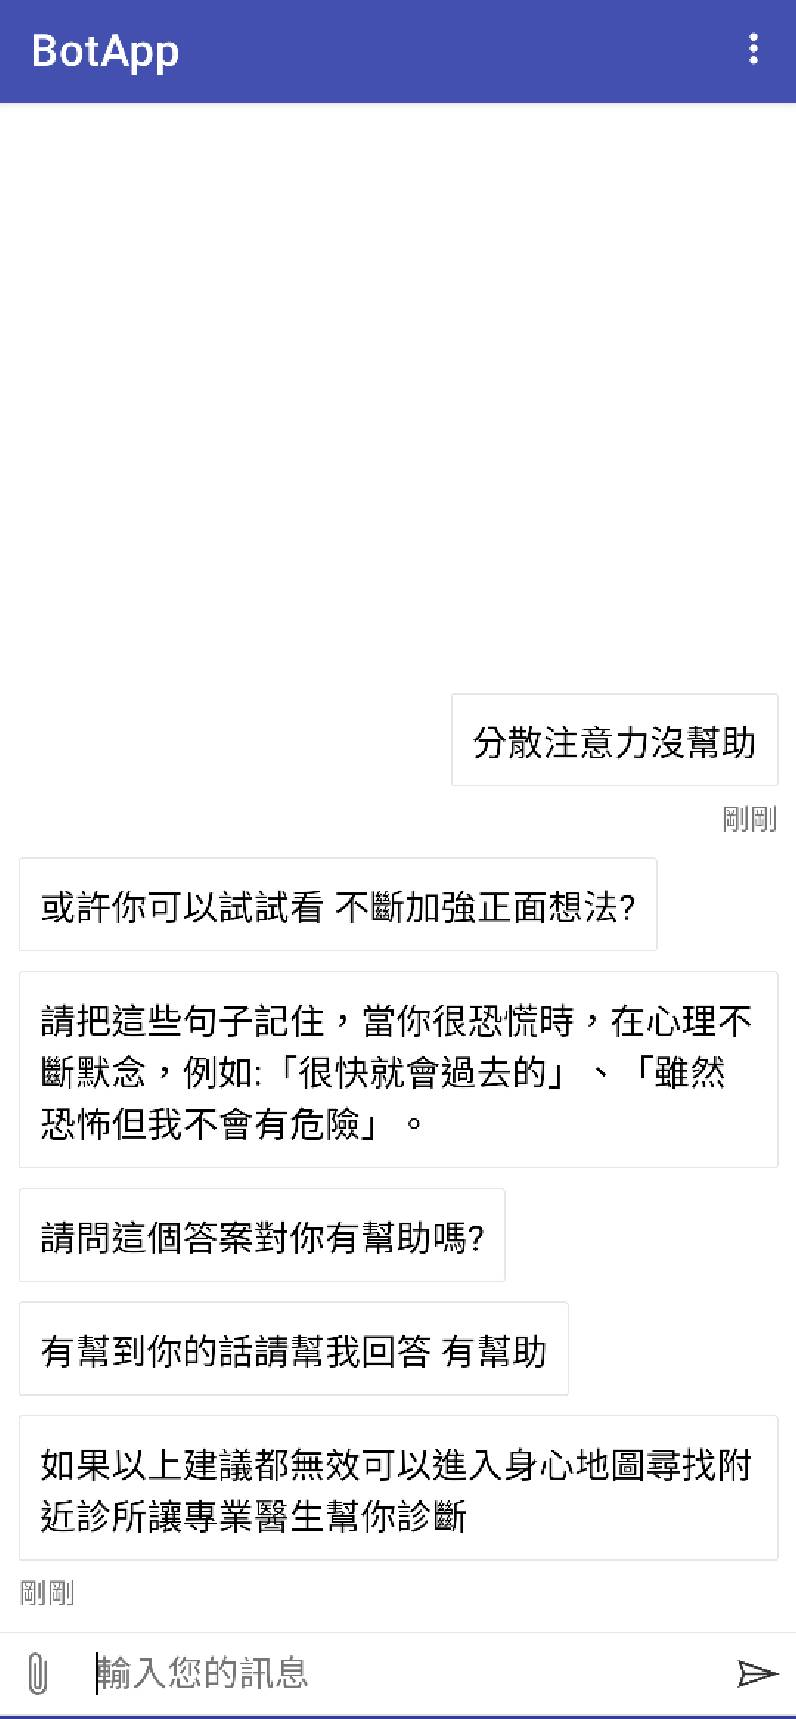 BotApp
分散注意力沒幫助
剛剛
或許你可以試試看 不斷加強正面想法?
請把這些句子記住，當你很恐慌時，在心理不
斷默念，例如:「很快就會過去的」、「雖然
恐怖但我不會有危險」。
請問這個答案對你有幫助嗎?
有幫到你的話請幫我回答 有幫助
如果以上建議都無效可以進入身心地圖尋找附
近診所讓專業醫生幫你診斷
剛剛
輸入您的訊息